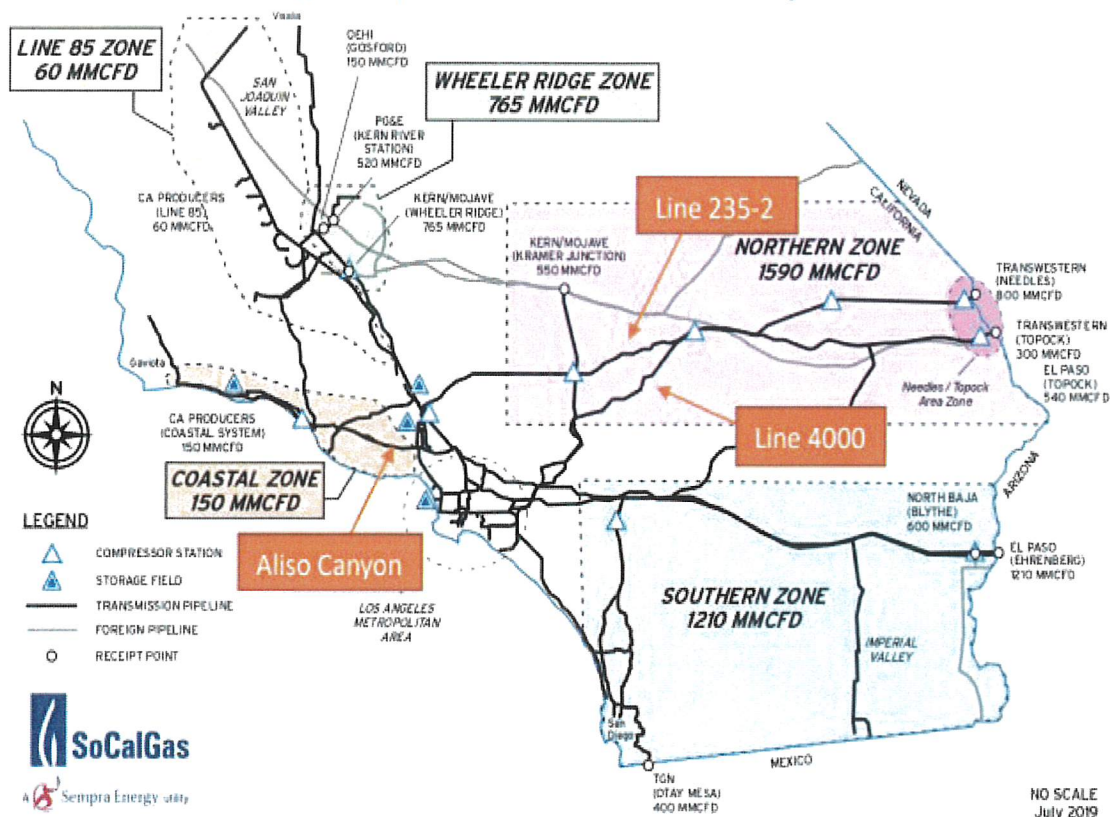 Visalia
LINE 85 ZONE
60 MMCFD
OEHI
(GOSFORD)
150 MMCFD
SAN
JOAQUIN
VALLEY
WHEELER RIDGE ZONE
765 MMCFD
PG&E
(KERN RIVER
STATION)
520 MMCFD
CA PRODUCERS
(LINE 85)
60 MMCFD
KERN/MOJAVE
(WHEELER RIDGE)
765 MMCFD
Line 235-2
NEVADA
CALIFORNIA
KERN/MOJAVE
(KRAMER JUNCTION)
550 MMCFD
NORTHERN ZONE
1590 MMCFD
TRANSWESTERN
(NEEDLES)
800 MMCFD
TRANSWESTERN
(TOPOCK)
300 MMCFD
EL PASO
(TOPOCK)
540 MMCFD
Needles / Topock
Area Zone
Gaviota
N
CA PRODUCERS
(COASTAL SYSTEM)
150 MMCFD
Line 4000
COASTAL ZONE
150 MMCFD
ARIZONA
NORTH BAJA
(BLYTHE)
600 MMCFD
EL PASO
(EHRENBERG)
1210 MMCFD
Aliso Canyon
LOS ANGELES
METROPOLITAN
AREA
SOUTHERN ZONE
1210 MMCFD
IMPERIAL
VALLEY
LEGEND
COMPRESSOR STATION
STORAGE FIELD
TRANSMISSION PIPELINE
FOREIGN PIPELINE
RECEIPT POINT
San
Diego
MEXICO
TGN
(OTAY MESA)
400 MMCFD
SoCalGas
A Sempra Energy utility
NO SCALE
July 2019